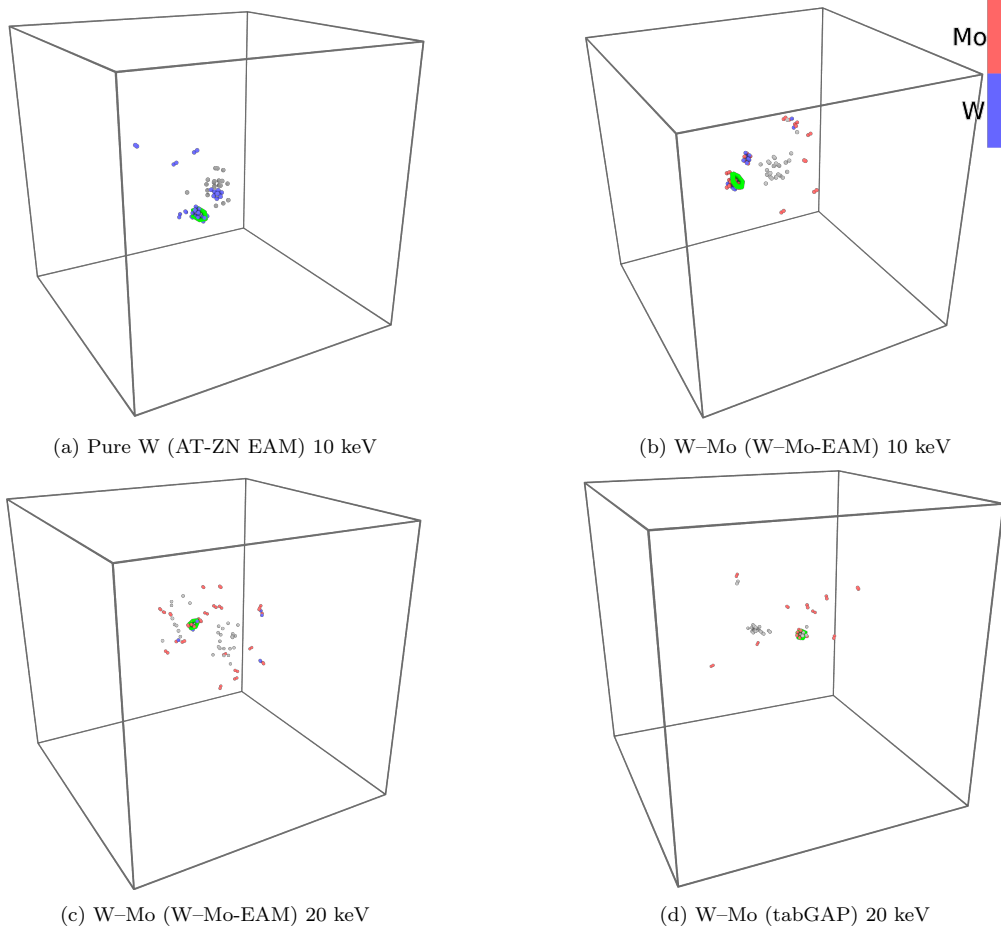 Mo
W
(a) Pure W (AT-ZN EAM) 10 keV
(b) W–Mo (W–Mo-EAM) 10 keV
(c) W–Mo (W–Mo-EAM) 20 keV
(d) W–Mo (tabGAP) 20 keV